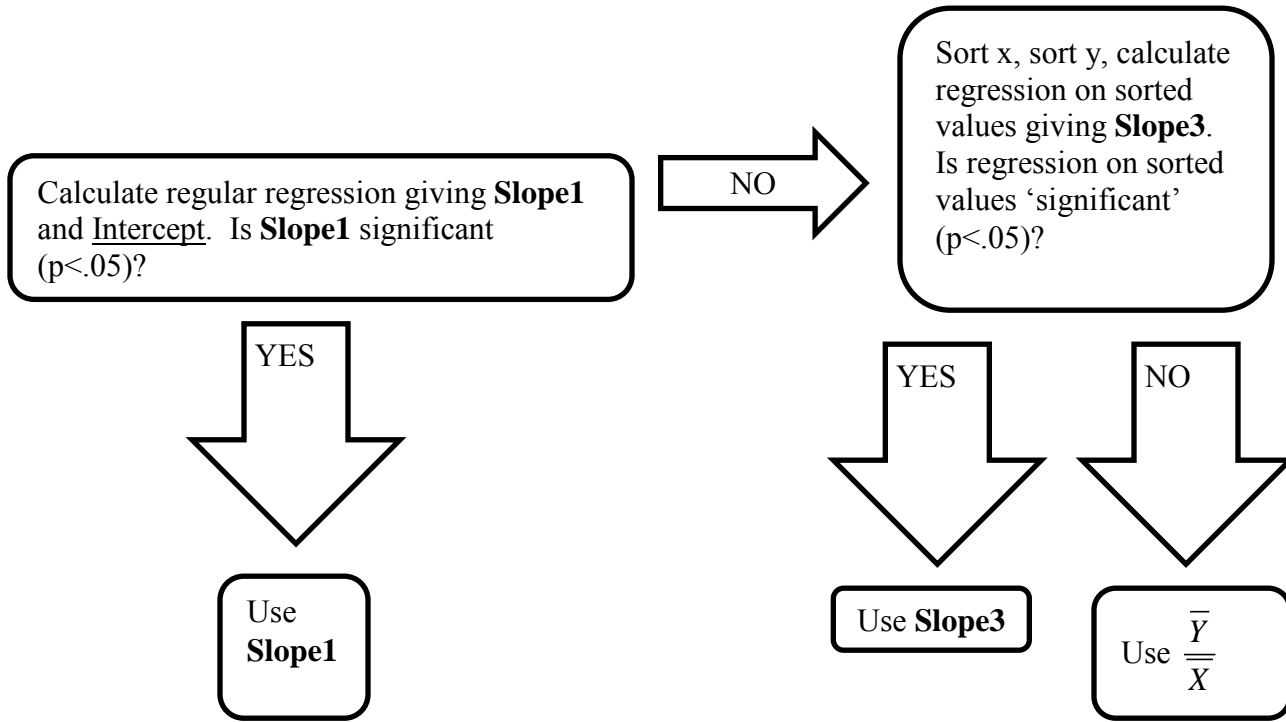 Calculate regular regression giving Slope1
and Intercept.  Is Slope1 significant
(p<.05)?
NO
Sort x, sort y, calculate
regression on sorted
values giving Slope3.
Is regression on sorted
values ‘significant’
(p<.05)?
YES
YES
NO
Use
Slope1
Use Slope3
Use Y̅ / X̿